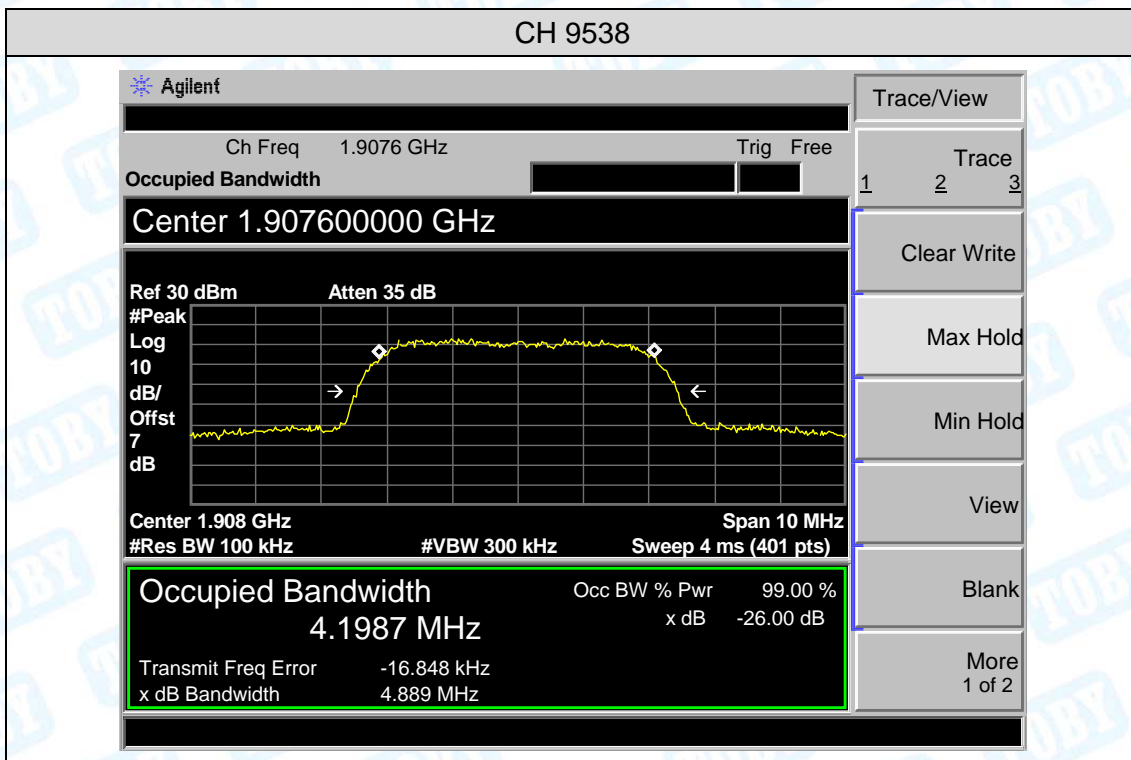 CH 9538
Agilent
Trace/View
Ch Freq 1.9076 GHz Trig Free
Occupied Bandwidth
Trace
1 2 3
Center 1.907600000 GHz
Clear Write
Ref 30 dBm Atten 35 dB
#Peak
Log
10
dB/
Offst
7
dB
Max Hold
Min Hold
View
Center 1.908 GHz Span 10 MHz
#Res BW 100 kHz #VBW 300 kHz Sweep 4 ms (401 pts)
Occupied Bandwidth Occ BW % Pwr 99.00 %
4.1987 MHz x dB -26.00 dB
Blank
Transmit Freq Error -16.848 kHz
x dB Bandwidth 4.889 MHz
More
1 of 2
TOBY